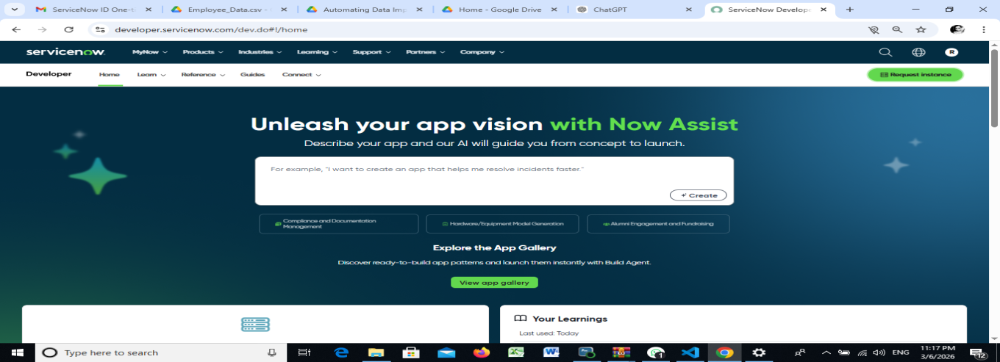 ServiceNow ID One-ti
Employee_Data.csv -
Automating Data Imp
Home - Google Drive
ChatGPT
ServiceNow Develope
developer.servicenow.com/dev.do#!/home
servicenow. MyNow Products Industries Learning Support Partners Company R
Developer Home Learn Reference Guides Connect Request instance
Unleash your app vision with Now Assist
Describe your app and our AI will guide you from concept to launch.
For example, "I want to create an app that helps me resolve incidents faster."
Create
Compliance and Documentation
Management
Hardware/Equipment Model Generation
Alumni Engagement and Fundraising
Explore the App Gallery
Discover ready-to-build app patterns and launch them instantly with Build Agent.
View app gallery
Your Learnings
Last used: Today
Type here to search
ENG
11:17 PM
3/6/2026
12